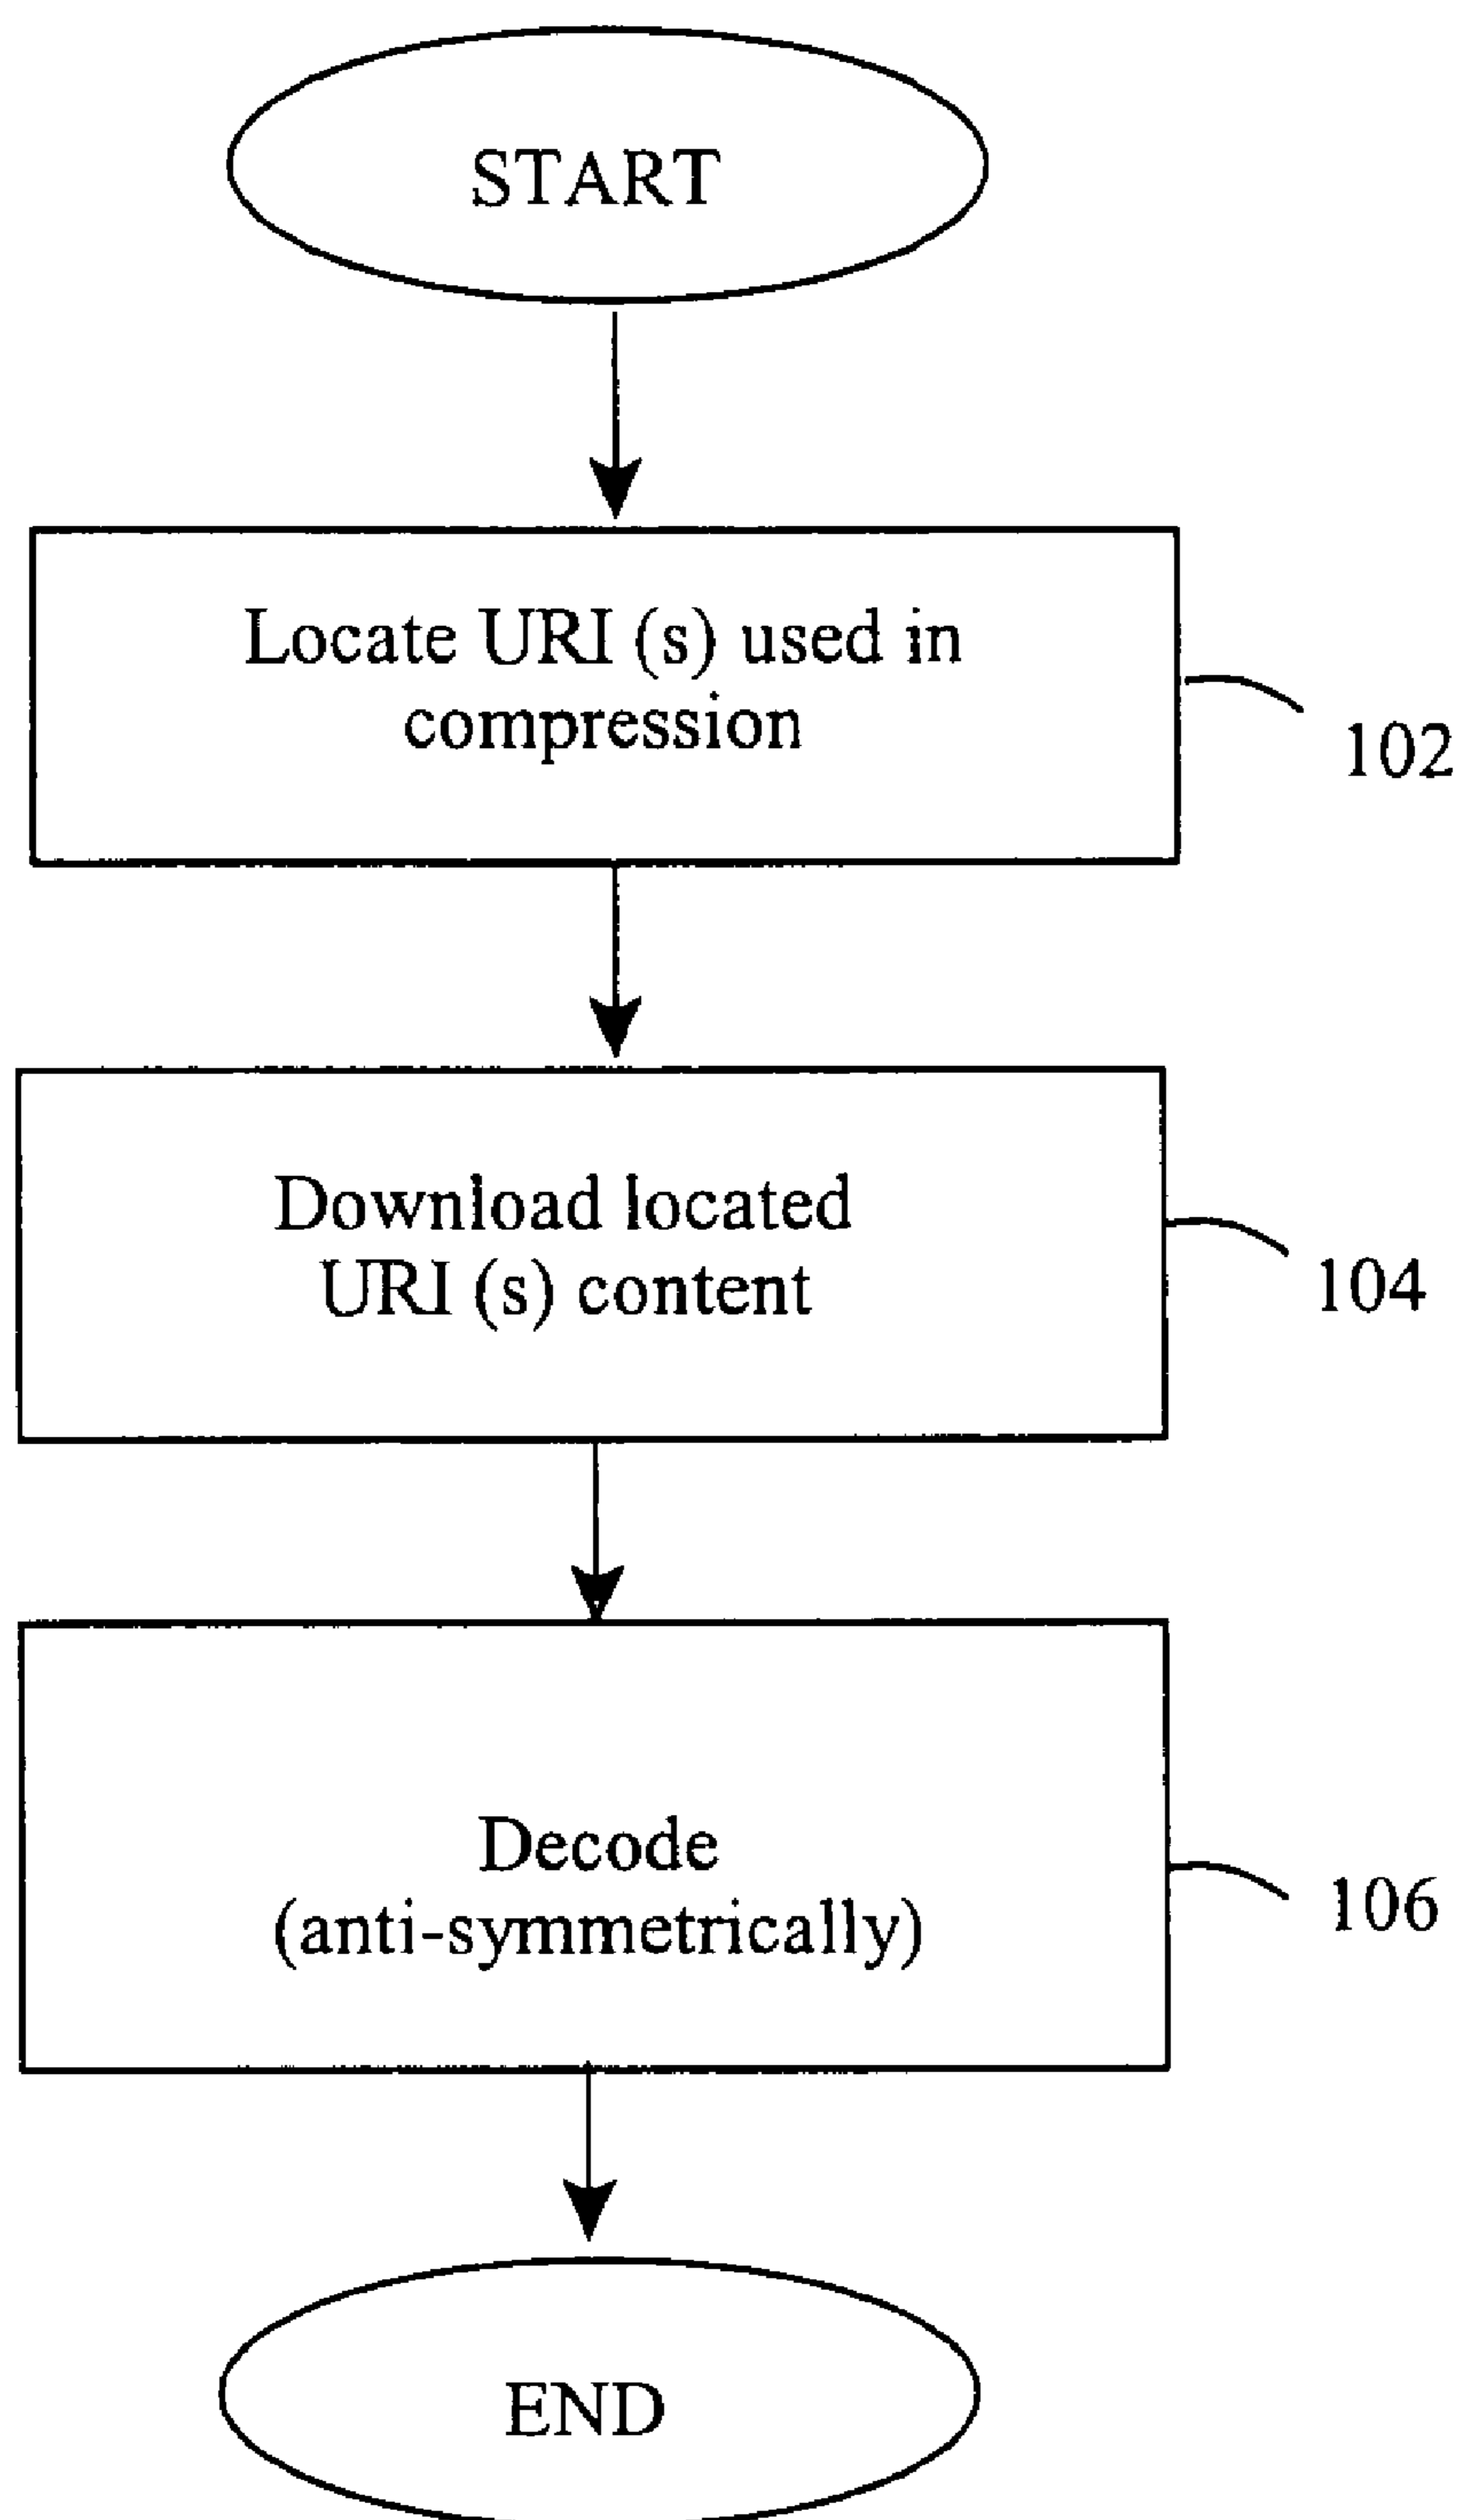 START
Locate URI (s) used in
compression
102
Download located
URI (s) content
104
Decode
(anti-symmetrically)
106
END